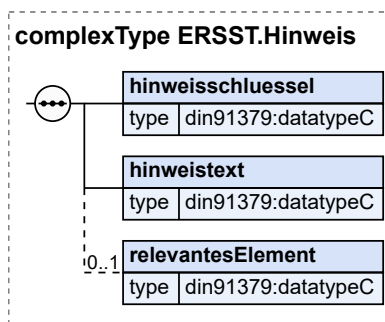 complexType ERSST.Hinweis
hinweisschluessel
type din91379:datatypeC
hinweistext
type din91379:datatypeC
0..1
relevantesElement
type din91379:datatypeC